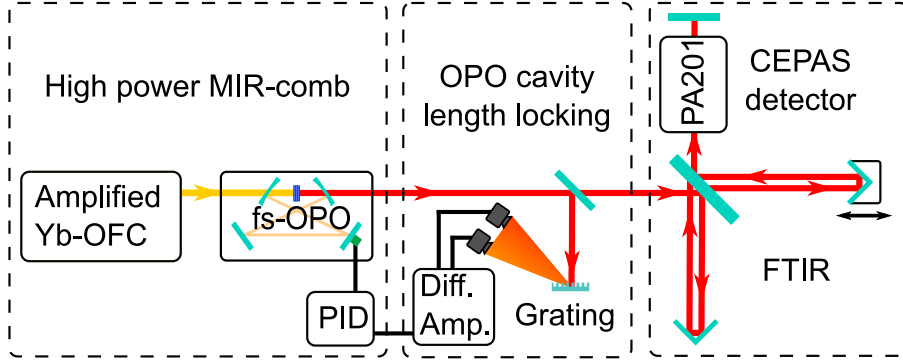 High power MIR-comb
Amplified
Yb-OFC
fs-OPO
PID
OPO cavity
length locking
Diff.
Amp.
Grating
PA201
CEPAS
detector
FTIR